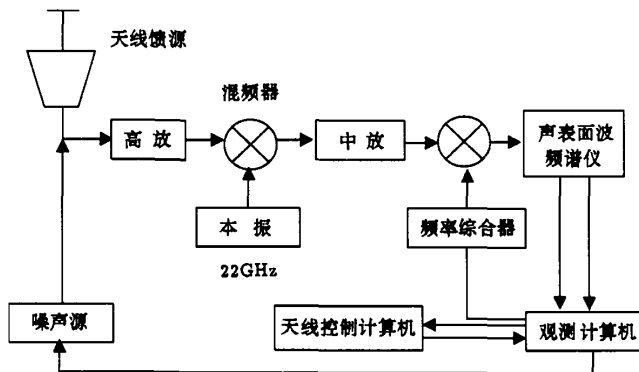 天线馈源
混频器
高放
中放
声表面波
频谱仪
本振
22GHz
频率综合器
噪声源
天线控制计算机
观测计算机